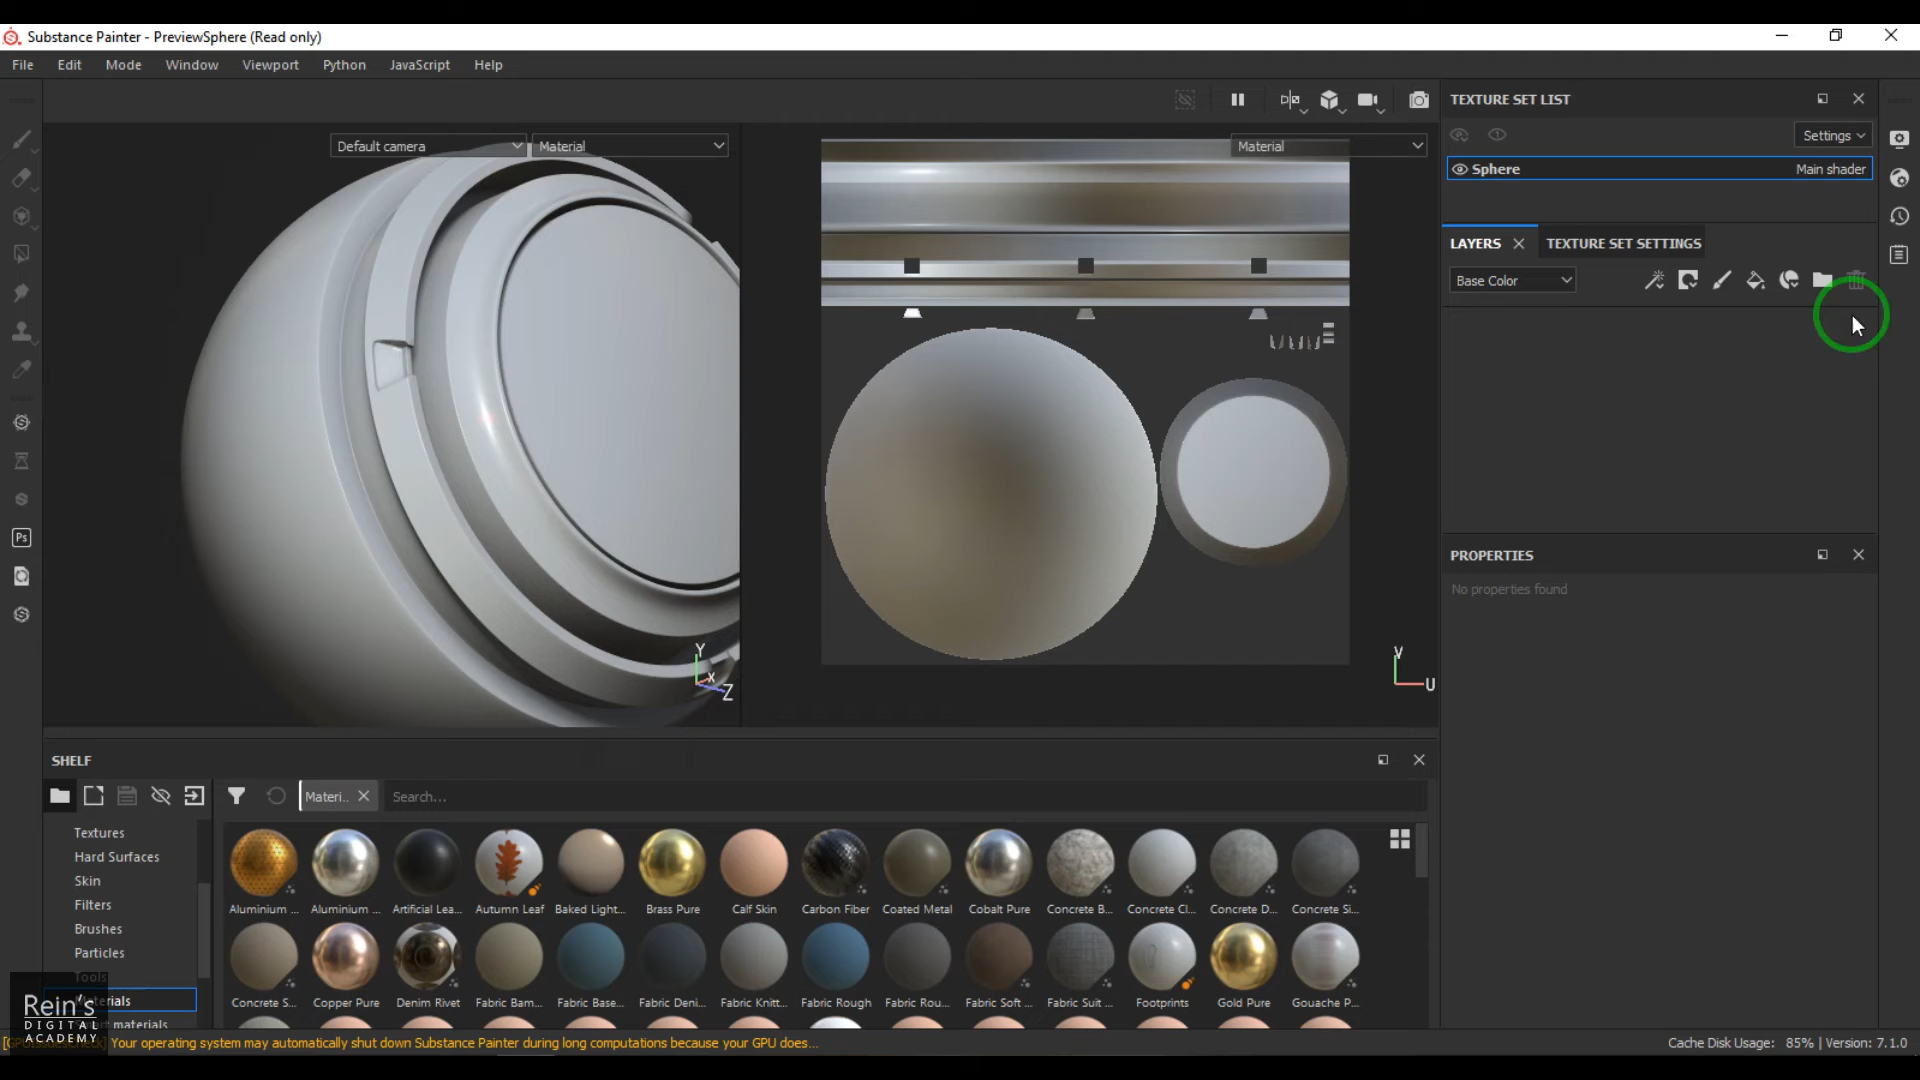 Substance Painter - PreviewSphere (Read only)
File Edit Mode Window Viewport Python JavaScript Help
Default camera
Material
Material
TEXTURE SET LIST
Settings
Sphere
Main shader
LAYERS
TEXTURE SET SETTINGS
Base Color
PROPERTIES
No properties found
Y
X
Z
V
U
SHELF
Materi..
Search...
Textures
Hard Surfaces
Skin
Filters
Brushes
Particles
Tools
Materials
materials
Aluminium ... Aluminium ... Artificial Lea... Autumn Leaf Baked Light... Brass Pure Calf Skin Carbon Fiber Coated Metal Cobalt Pure Concrete B... Concrete Cl... Concrete D... Concrete Si...
Concrete S... Copper Pure Denim Rivet Fabric Bam... Fabric Base... Fabric Deni... Fabric Knitt... Fabric Rough Fabric Rou... Fabric Soft ... Fabric Suit ... Footprints Gold Pure Gouache P...
Ps
Rein's
DIGITAL
ACADEMY
Your operating system may automatically shut down Substance Painter during long computations because your GPU does...
Cache Disk Usage: 85% | Version: 7.1.0